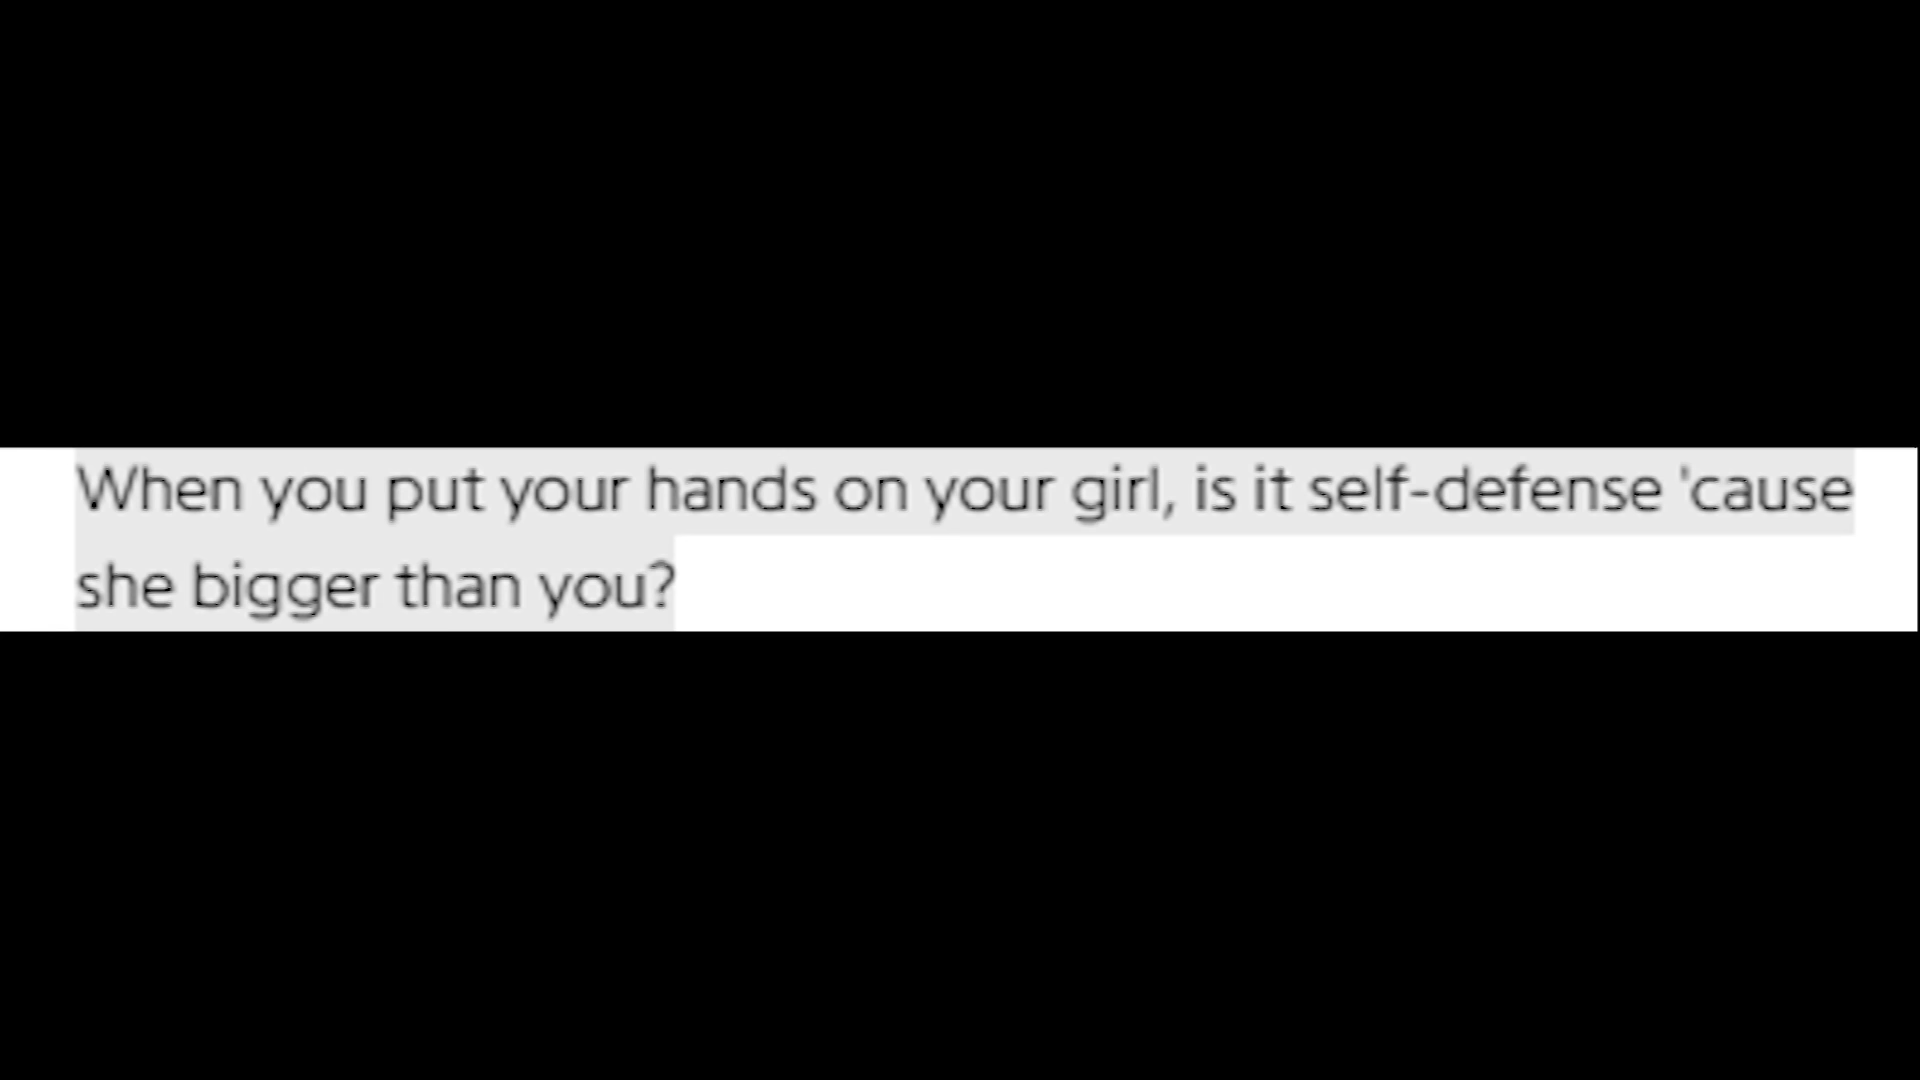 When you put your hands on your girl, is it self-defense 'cause
she bigger than you?